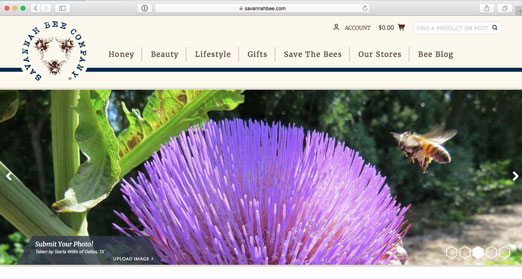 savannahbee.com
SAVANNAH BEE COMPANY
ACCOUNT $0.00 FIND A PRODUCT OR POST
Honey Beauty Lifestyle Gifts Save The Bees Our Stores Bee Blog
Submit Your Photo!
Taken by Starla Willis of Dallas, TX
UPLOAD IMAGE >